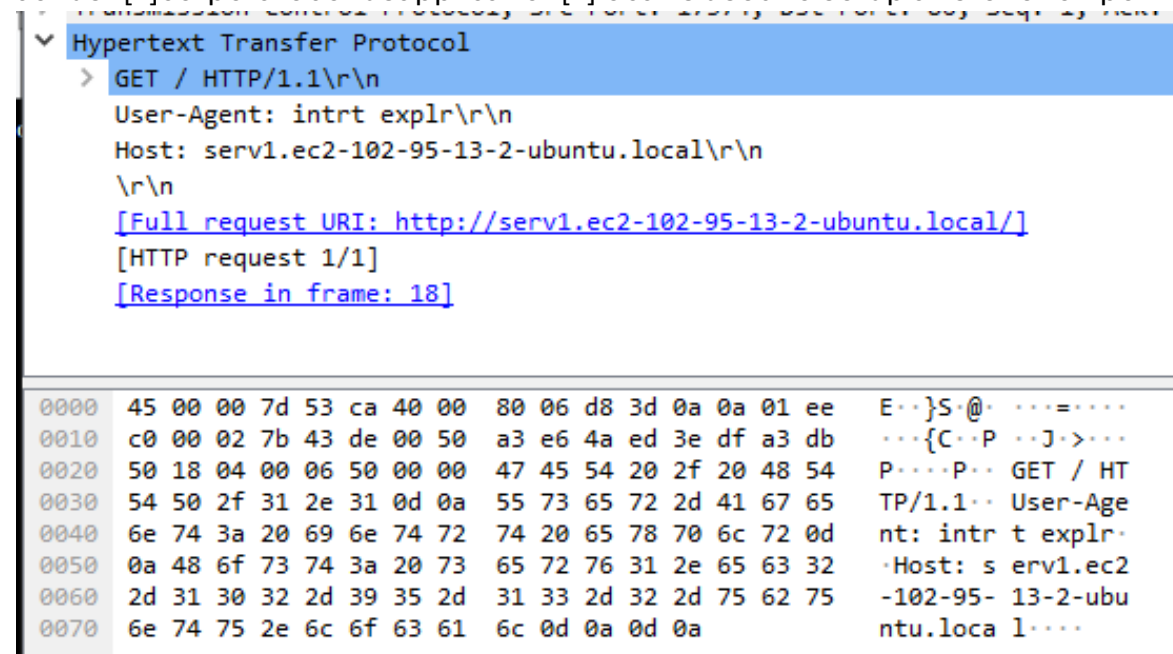 Hypertext Transfer Protocol
GET / HTTP/1.1\r\n
User-Agent: intrt explr\r\n
Host: serv1.ec2-102-95-13-2-ubuntu.local\r\n
\r\n
[Full request URI: http://serv1.ec2-102-95-13-2-ubuntu.local/]
[HTTP request 1/1]
[Response in frame: 18]
0000 45 00 00 7d 53 ca 40 00 80 06 d8 3d 0a 0a 01 ee E··}S·@· ···=····
0010 c0 00 02 7b 43 de 00 50 a3 e6 4a ed 3e df a3 db ···{C··P ··J·>···
0020 50 18 04 00 06 50 00 00 47 45 54 20 2f 20 48 54 P····P·· GET / HT
0030 54 50 2f 31 2e 31 0d 0a 55 73 65 72 2d 41 67 65 TP/1.1·· User-Age
0040 6e 74 3a 20 69 6e 74 72 74 20 65 78 70 6c 72 0d nt: intr t explr·
0050 0a 48 6f 73 74 3a 20 73 65 72 76 31 2e 65 63 32 ·Host: s erv1.ec2
0060 2d 31 30 32 2d 39 35 2d 31 33 2d 32 2d 75 62 75 -102-95- 13-2-ubu
0070 6e 74 75 2e 6c 6f 63 61 6c 0d 0a 0d 0a ntu.loca l····